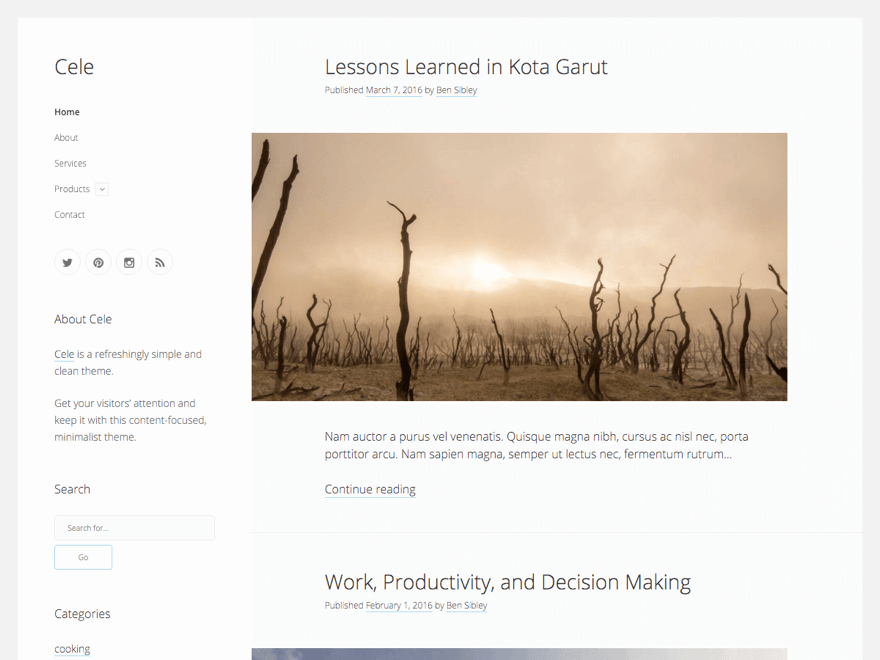 Cele
Home
About
Services
Products
Contact
About Cele
Cele is a refreshingly simple and
clean theme.
Get your visitors’ attention and
keep it with this content-focused,
minimalist theme.
Search
Search for...
Go
Categories
cooking
Lessons Learned in Kota Garut
Published March 7, 2016 by Ben Sibley
Nam auctor a purus vel venenatis. Quisque magna nibh, cursus ac nisl nec, porta
porttitor arcu. Nam sapien magna, semper ut lectus nec, fermentum rutrum…
Continue reading
Work, Productivity, and Decision Making
Published February 1, 2016 by Ben Sibley